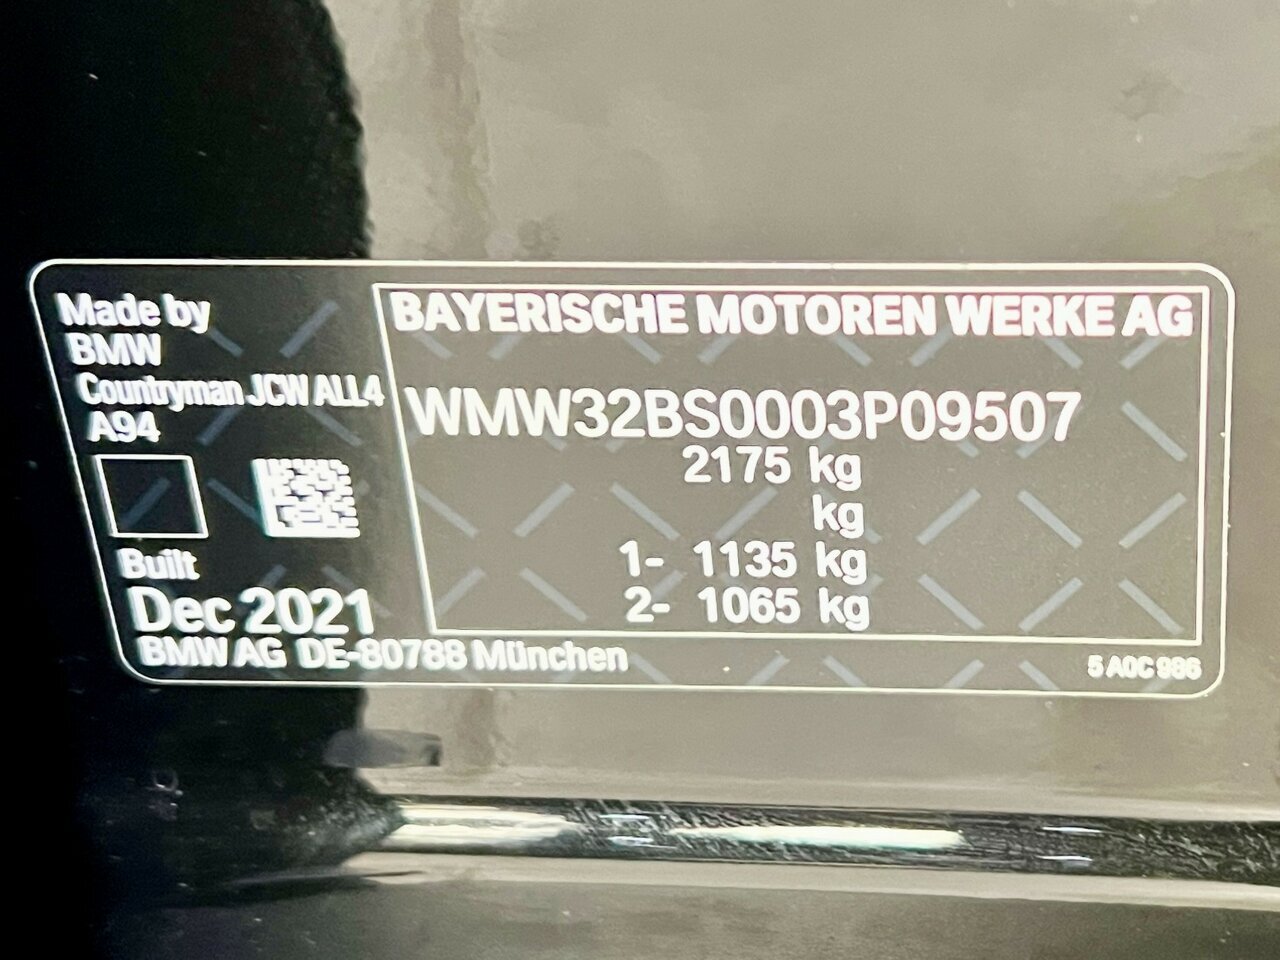 Made by
BMW
Countryman JCW ALL4
A94
Built
Dec 2021
BAYERISCHE MOTOREN WERKE AG
WMW32BS0003P09507
2175 kg
kg
1- 1135 kg
2- 1065 kg
BMW AG DE-80788 München
5 A0C 986